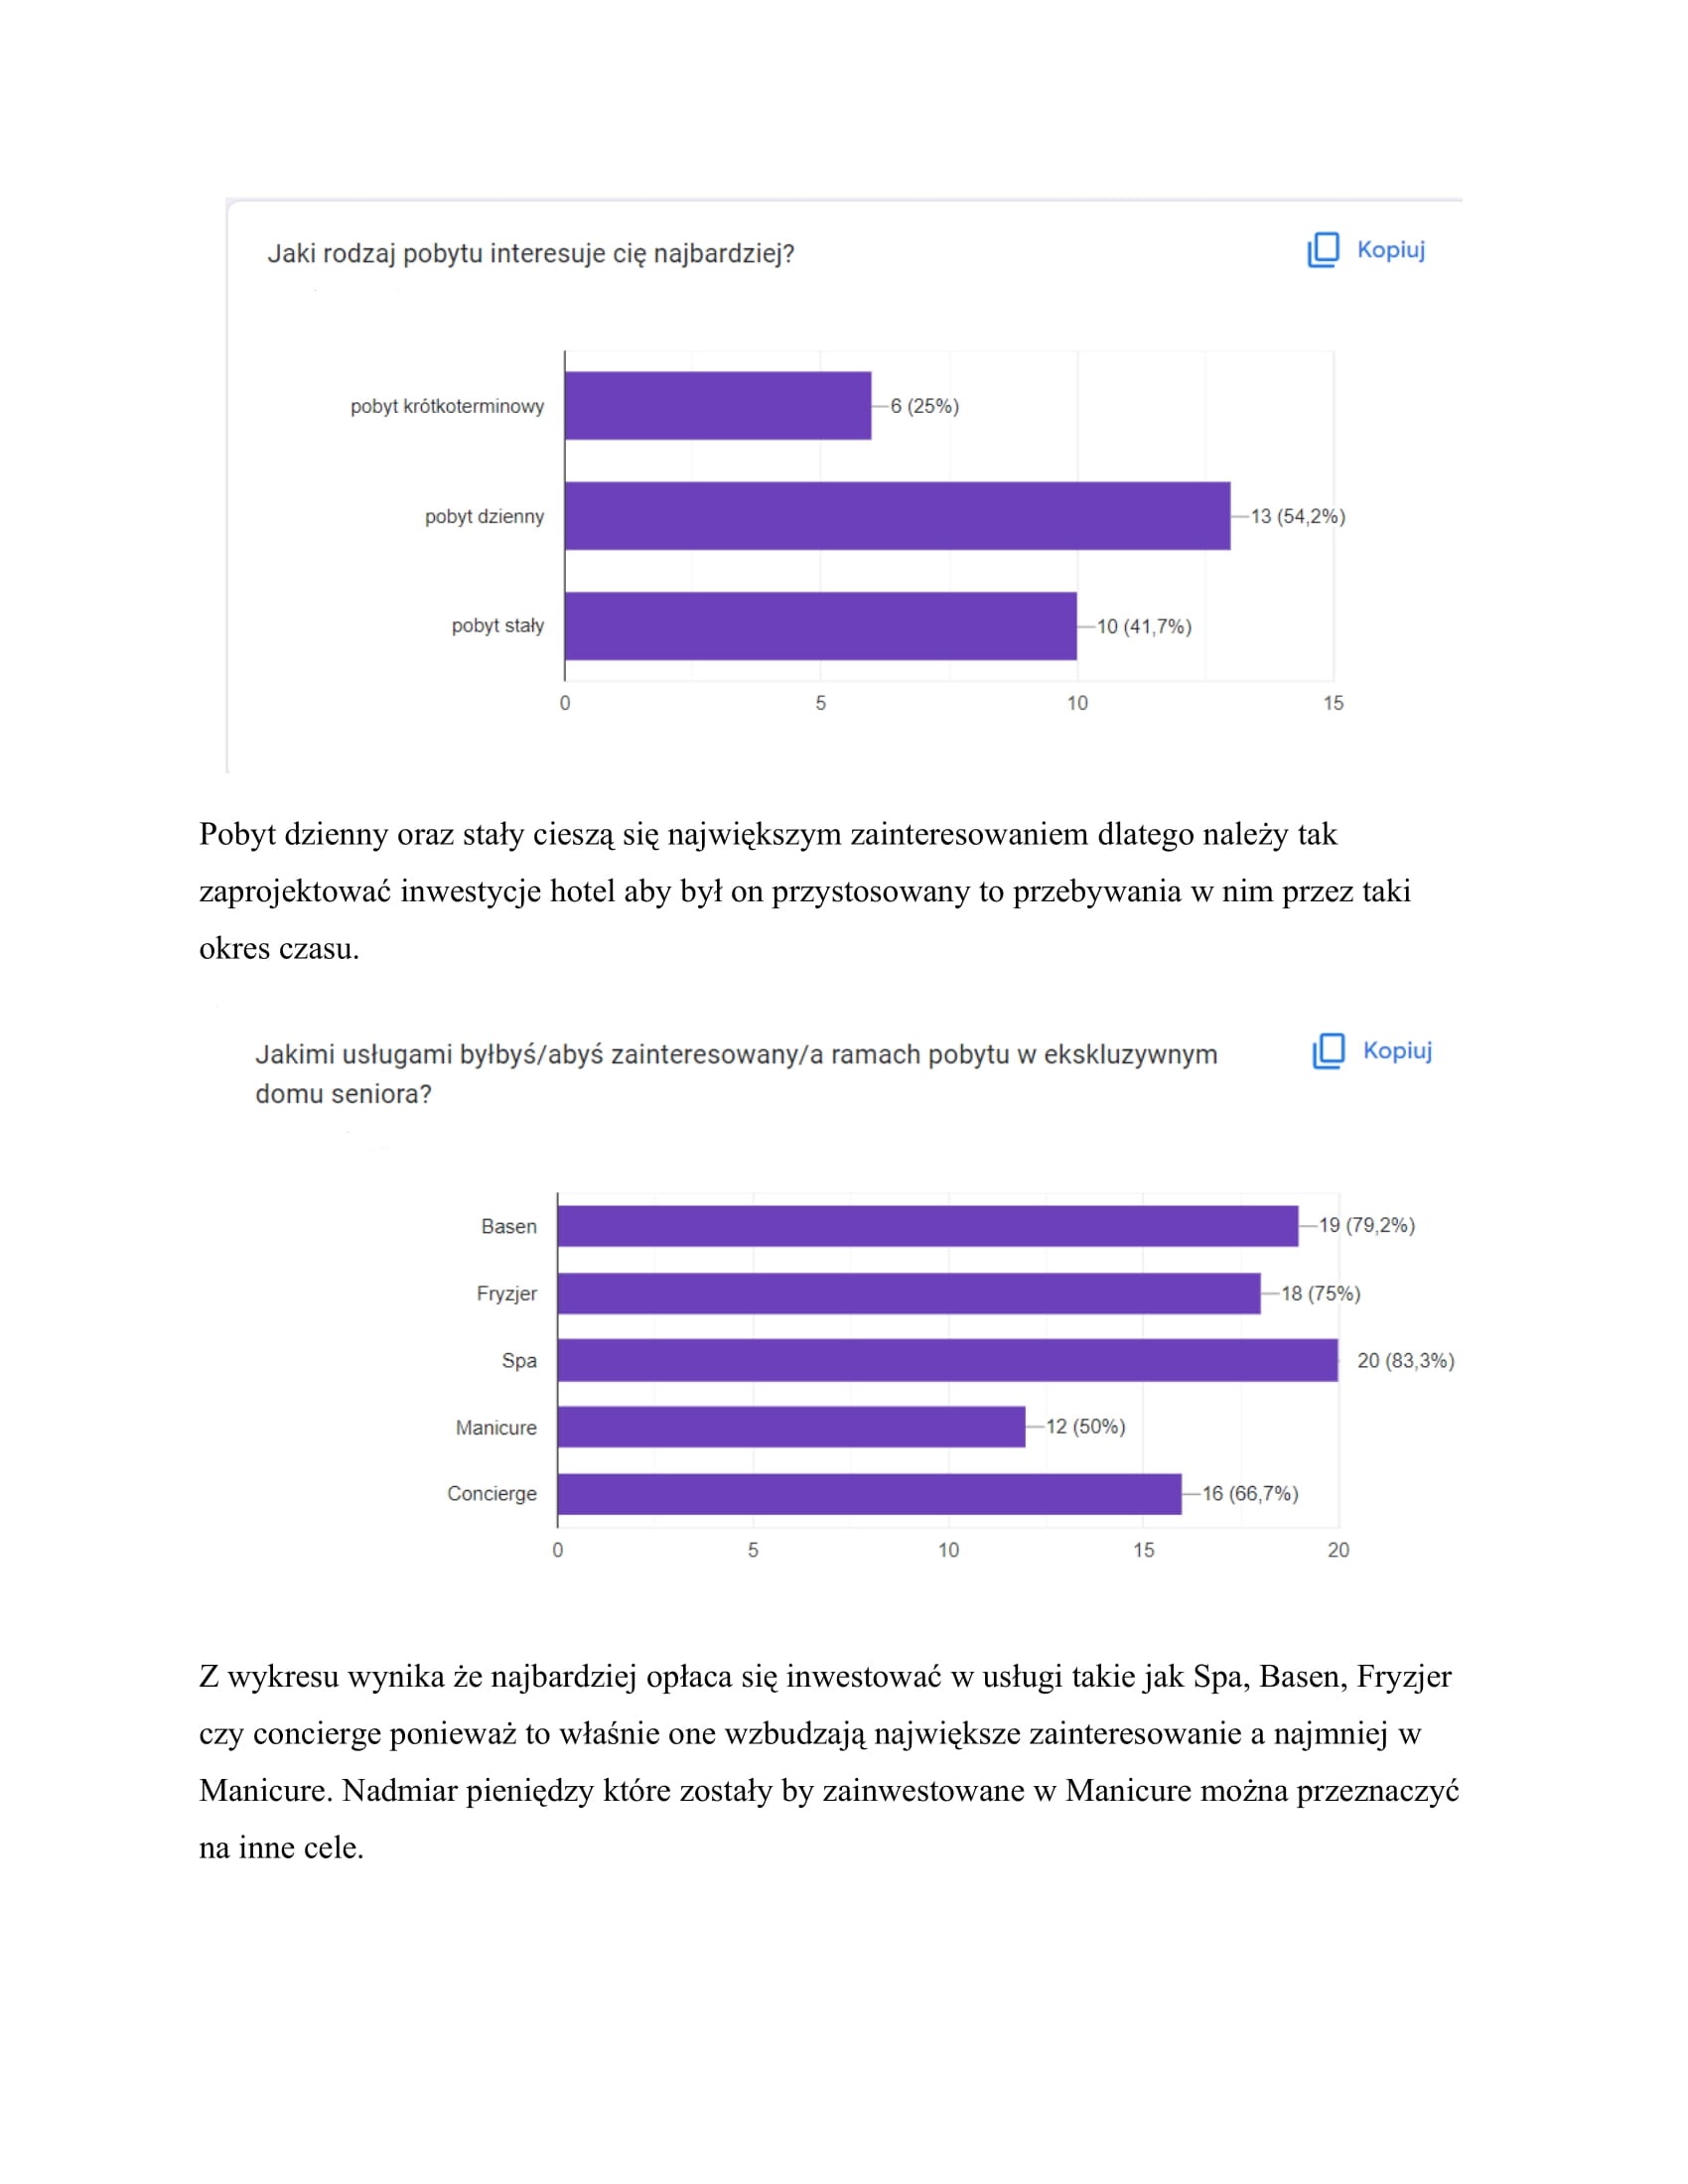 Jaki rodzaj pobytu interesuje cię najbardziej?
Kopiuj
pobyt krótkoterminowy
6 (25%)
pobyt dzienny
13 (54,2%)
pobyt stały
10 (41,7%)
0
5
10
15
Pobyt dzienny oraz stały cieszą się największym zainteresowaniem dlatego należy tak
zaprojektować inwestycje hotel aby był on przystosowany to przebywania w nim przez taki
okres czasu.
Jakimi usługami byłbyś/abyś zainteresowany/a ramach pobytu w ekskluzywnym
domu seniora?
Kopiuj
Basen
19 (79,2%)
Fryzjer
18 (75%)
Spa
20 (83,3%)
Manicure
12 (50%)
Concierge
16 (66,7%)
0
5
10
15
20
Z wykresu wynika że najbardziej opłaca się inwestować w usługi takie jak Spa, Basen, Fryzjer
czy concierge ponieważ to właśnie one wzbudzają największe zainteresowanie a najmniej w
Manicure. Nadmiar pieniędzy które zostały by zainwestowane w Manicure można przeznaczyć
na inne cele.